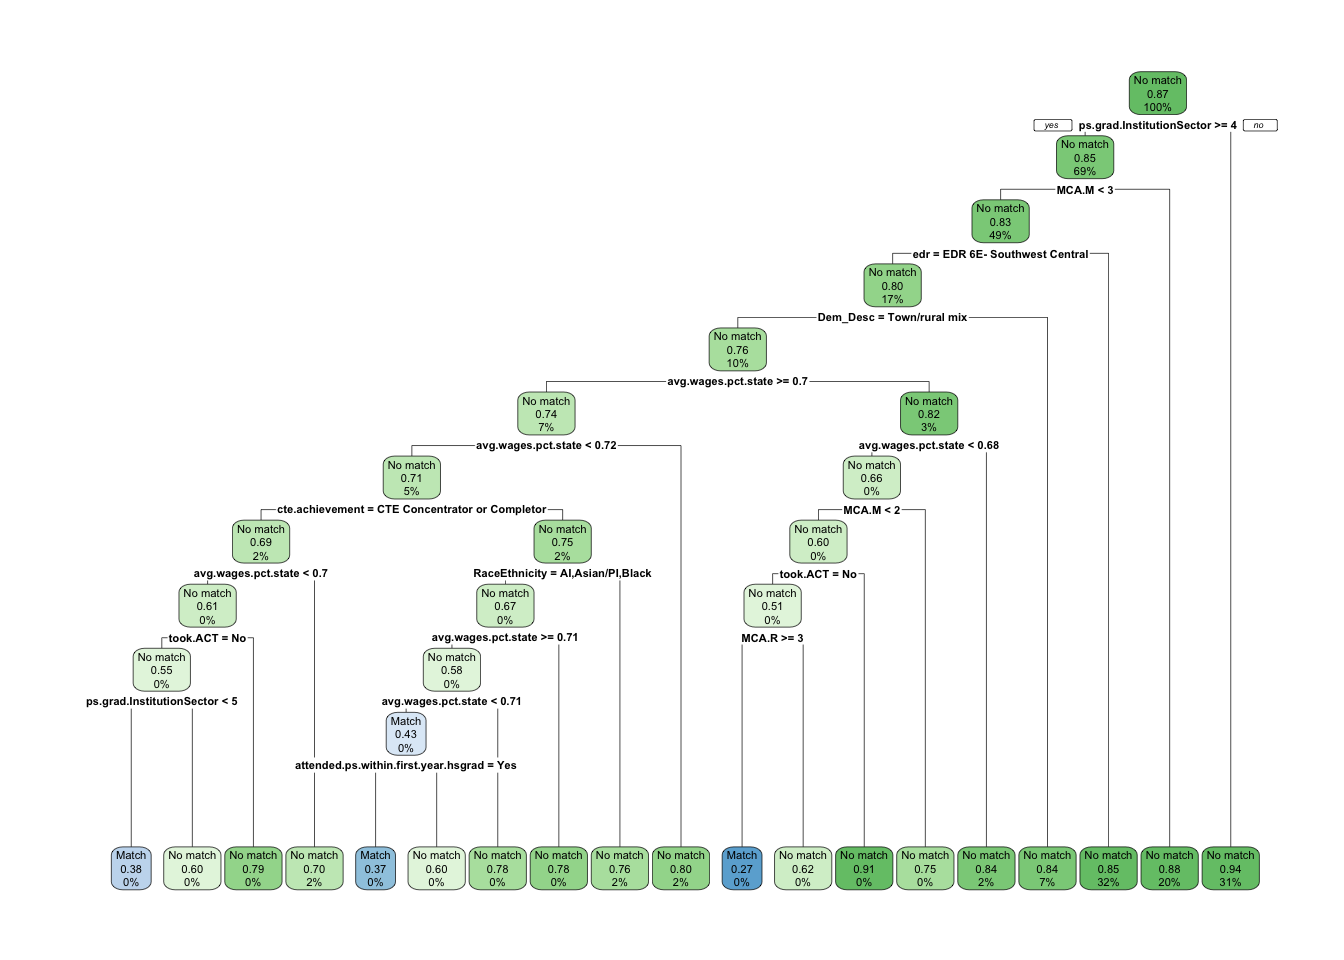 No match
0.87
100%
yes
ps.grad.InstitutionSector >= 4
no
No match
0.85
69%
MCA.M < 3
No match
0.83
49%
edr = EDR 6E- Southwest Central
No match
0.80
17%
Dem_Desc = Town/rural mix
No match
0.76
10%
avg.wages.pct.state >= 0.7
No match
0.74
7%
No match
0.82
3%
avg.wages.pct.state < 0.72
avg.wages.pct.state < 0.68
No match
0.71
5%
No match
0.66
0%
cte.achievement = CTE Concentrator or Completor
MCA.M < 2
No match
0.69
2%
No match
0.75
2%
No match
0.60
0%
avg.wages.pct.state < 0.7
RaceEthnicity = AI,Asian/PI,Black
took.ACT = No
No match
0.61
0%
No match
0.67
0%
No match
0.51
0%
took.ACT = No
avg.wages.pct.state >= 0.71
MCA.R >= 3
No match
0.55
0%
No match
0.58
0%
ps.grad.InstitutionSector < 5
avg.wages.pct.state < 0.71
Match
0.43
0%
attended.ps.within.first.year.hsgrad = Yes
Match
0.38
0%
No match
0.60
0%
No match
0.79
0%
No match
0.70
2%
Match
0.37
0%
No match
0.60
0%
No match
0.78
0%
No match
0.78
0%
No match
0.76
2%
No match
0.80
2%
Match
0.27
0%
No match
0.62
0%
No match
0.91
0%
No match
0.75
0%
No match
0.84
2%
No match
0.84
7%
No match
0.85
32%
No match
0.88
20%
No match
0.94
31%